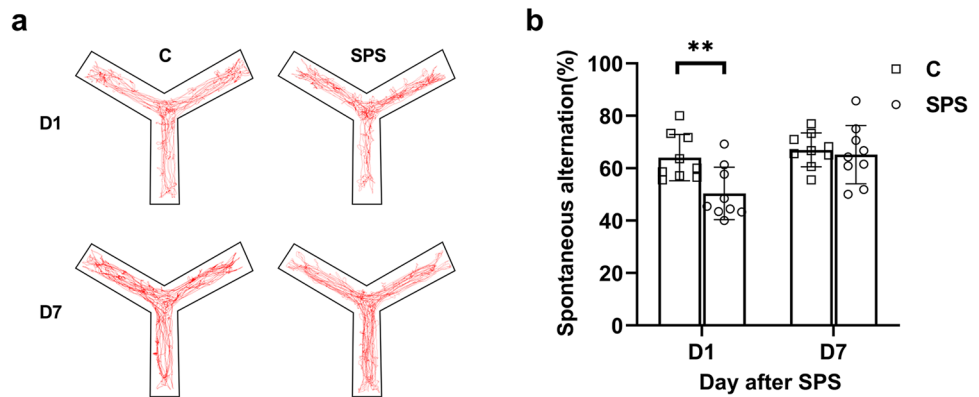 a
C
SPS
D1
D7
b
**
C
SPS
Spontaneous alternation(%)
100
80
60
40
20
0
D1
D7
Day after SPS